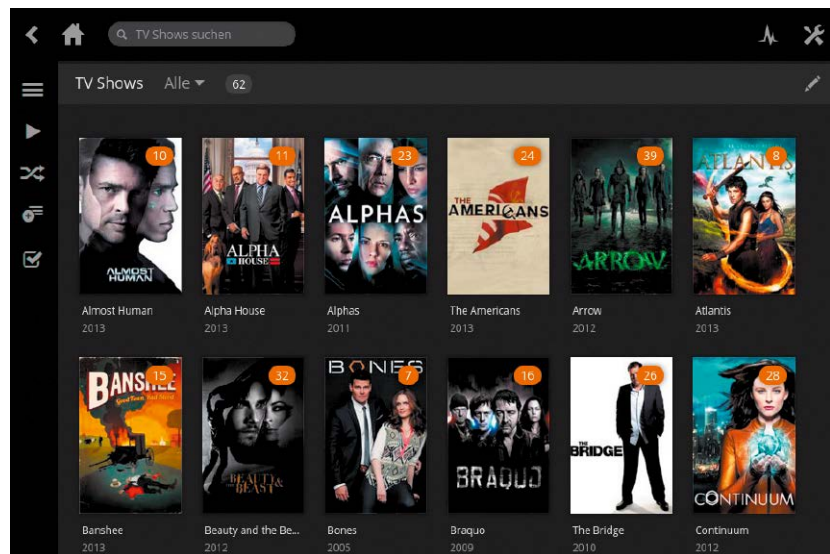 TV Shows suchen
TV Shows Alle 62
10 11 23 24 39 8
ALMOST
HUMAN
ALPHA
HOUSE
ALPHAS
THE
AMERICANS
ARROW
ATLANTIS
Almost Human Alpha House Alphas The Americans Arrow Atlantis
2013 2013 2011 2013 2012 2013
15 32 7 16 26 28
BANSHEE
BEAUTY &
THE BEAST
BONES
BRAQUO
THE
BRIDGE
CONTINUUM
Banshee Beauty and the Be... Bones Braquo The Bridge Continuum
2013 2012 2005 2009 2010 2012